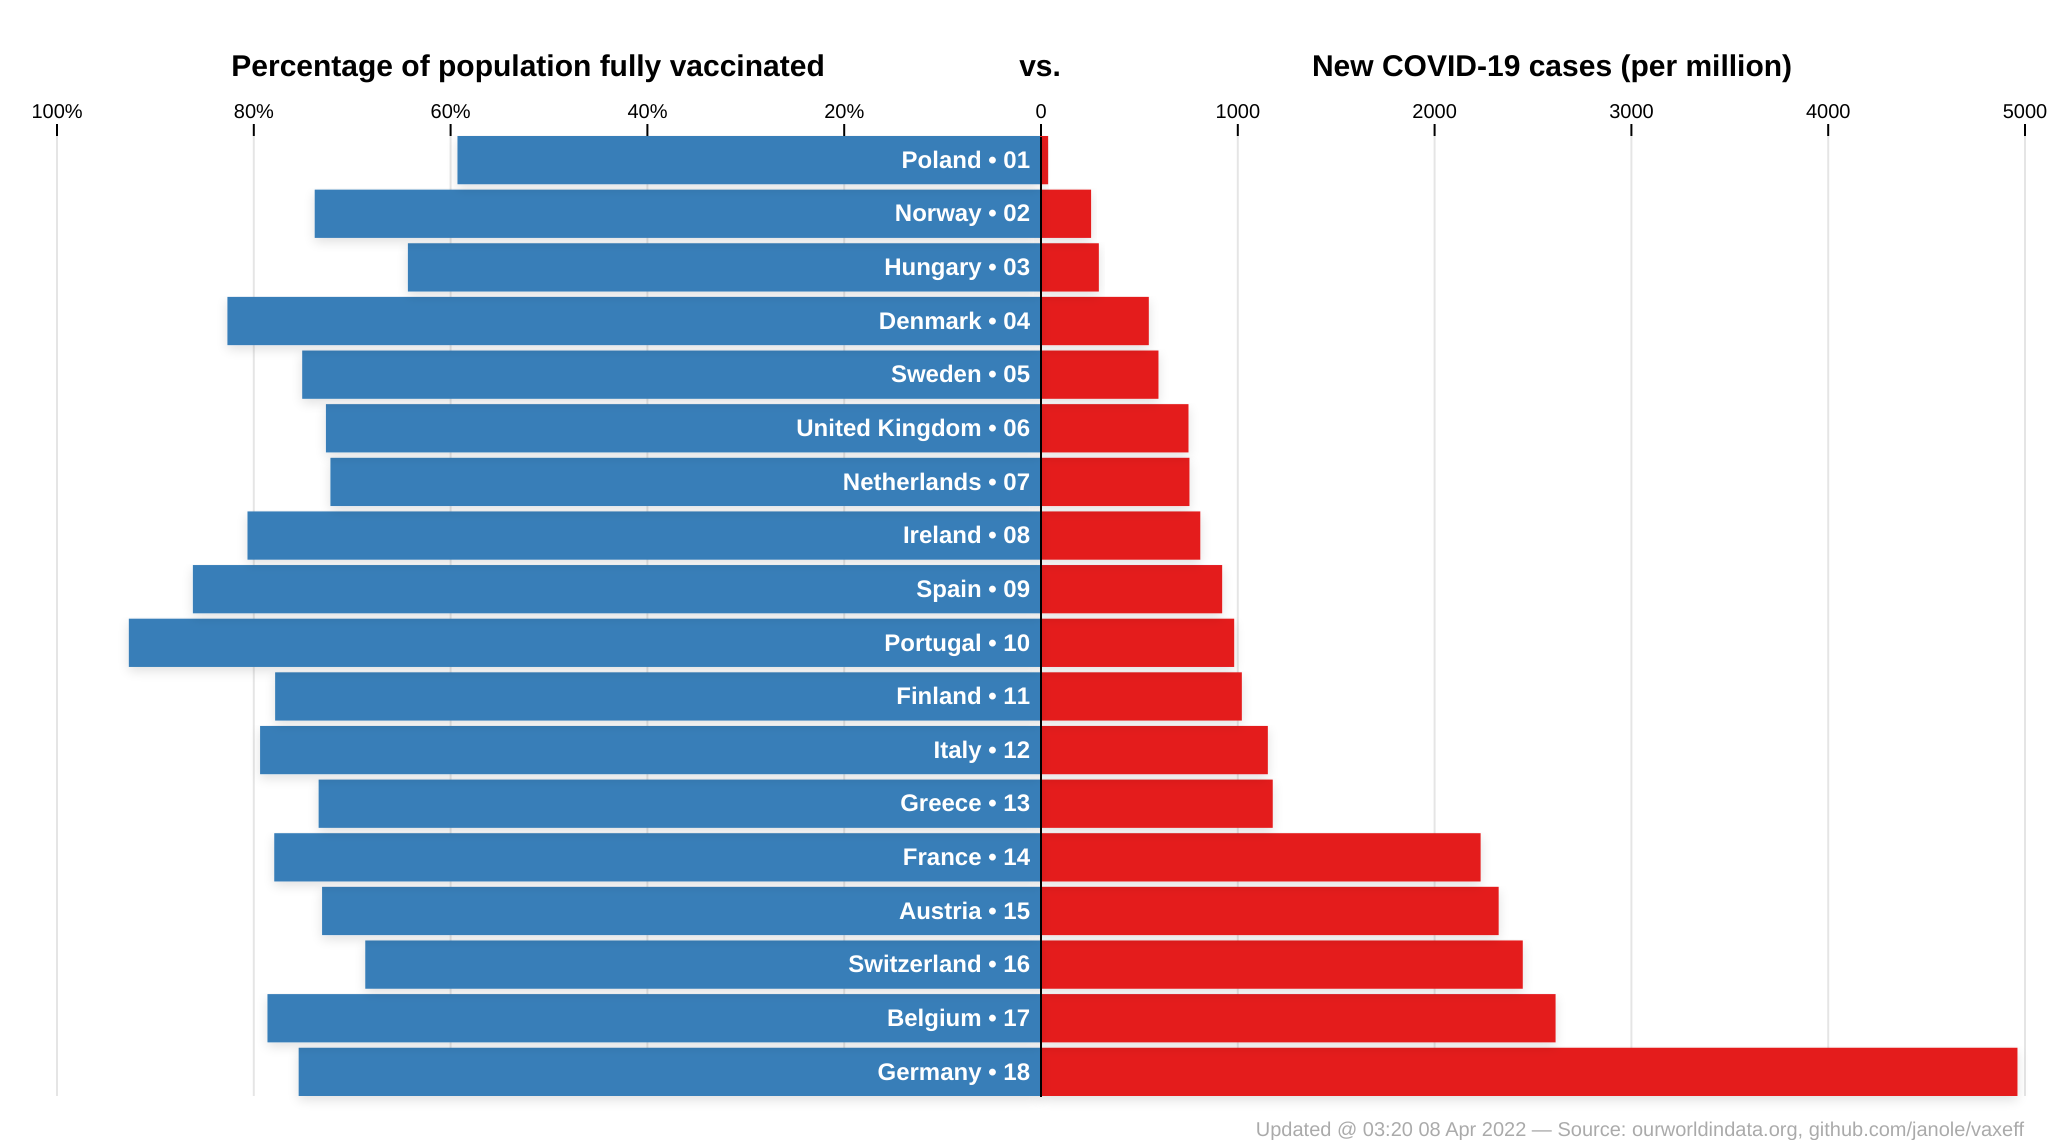 Percentage of population fully vaccinated vs. New COVID-19 cases (per million)
100% 80% 60% 40% 20% 0 1000 2000 3000 4000 5000
Poland • 01
Norway • 02
Hungary • 03
Denmark • 04
Sweden • 05
United Kingdom • 06
Netherlands • 07
Ireland • 08
Spain • 09
Portugal • 10
Finland • 11
Italy • 12
Greece • 13
France • 14
Austria • 15
Switzerland • 16
Belgium • 17
Germany • 18
Updated @ 03:20 08 Apr 2022 — Source: ourworldindata.org, github.com/janole/vaxeff